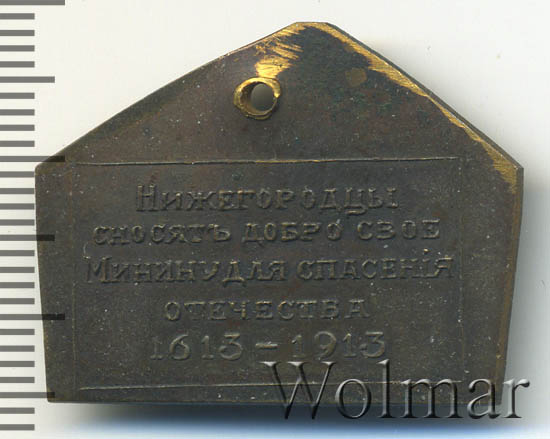 Нижегородцы
сносятъ добро свое
Минину для спасенія
отечества
1613-1913
Wolmar